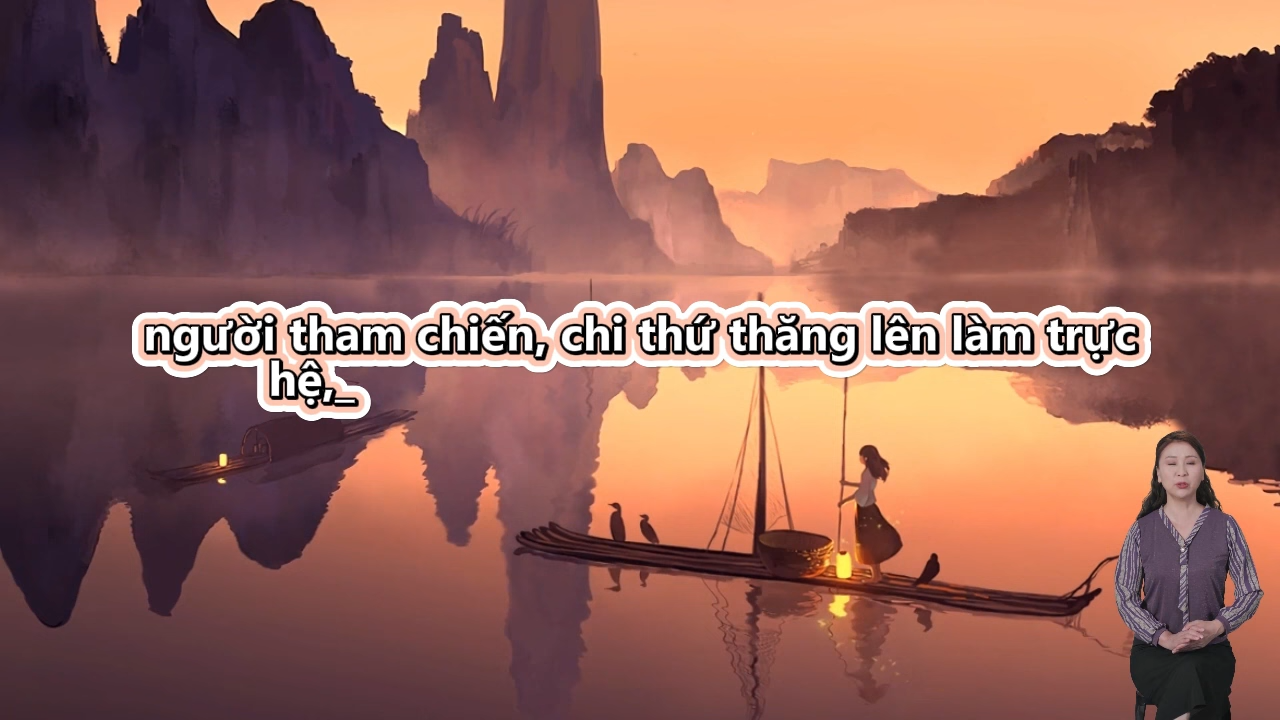 người tham chiến, chi thứ thăng lên làm trực
hệ,_